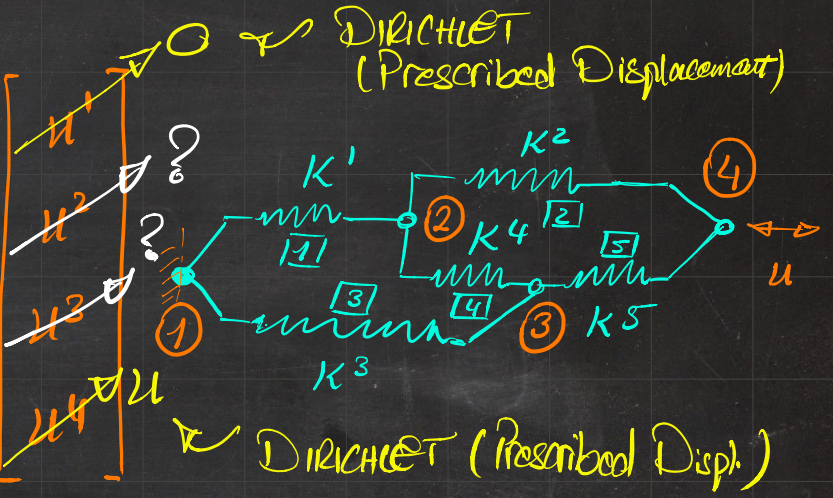 0 DIRICHLET
(Prescribed Displacement)
u¹
?
K¹
K²
4
u²
?
2
K4
2
5
1
u
u3
3
4
1
3
K5
K3
u4
u
DIRICHLET (Prescribed Displ.)